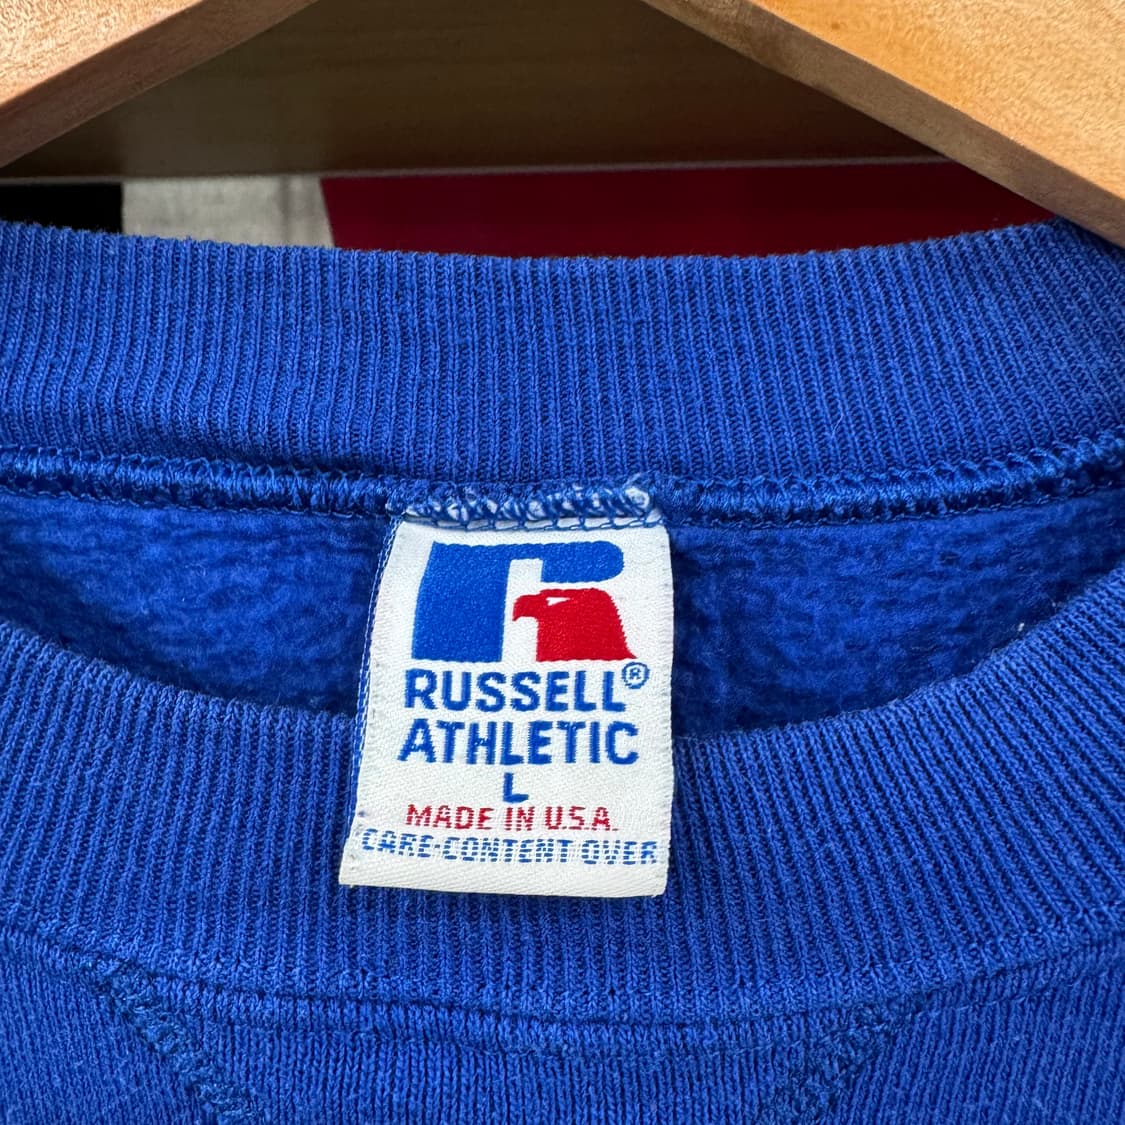 RUSSELL®
ATHLETIC
L
MADE IN U.S.A.
CARE-CONTENT OVER